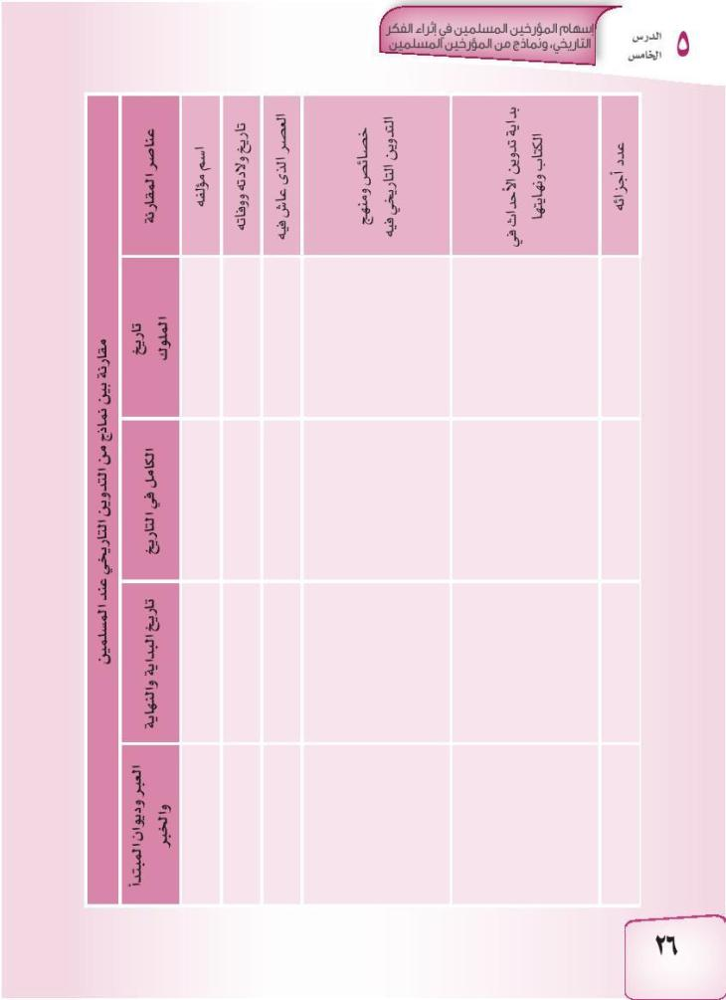 ٥
الدرس
الخامس
إسهام المؤرخين المسلمين في إثراء الفكر
التاريخي، ونماذج من المؤرخين المسلمين
مقارنة بين نماذج من التدوين التاريخي عند المسلمين
عناصر المقارنة
تاريخ
الملوك
الكامل في التاريخ
تاريخ البداية والنهاية
العبر وديوان المبتدأ
والخبر
اسم مؤلفه
تاريخ ولادته ووفاته
العصر الذى عاش فيه
خصائص ومنهج
التدوين التاريخي فيه
بداية تدوين الأحداث في
الكتاب ونهايتها
عدد أجزائه
٢٦